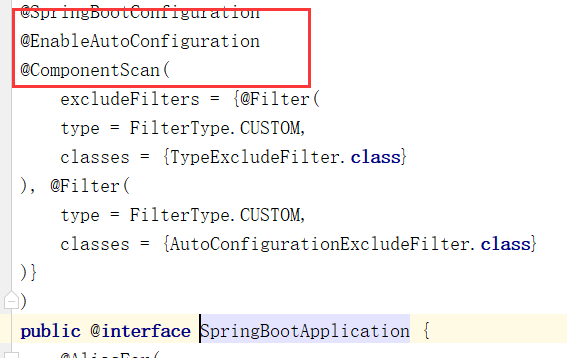 @SpringBootConfiguration
@EnableAutoConfiguration
@ComponentScan(
    excludeFilters = {@Filter(
    type = FilterType.CUSTOM,
    classes = {TypeExcludeFilter.class}
), @Filter(
    type = FilterType.CUSTOM,
    classes = {AutoConfigurationExcludeFilter.class}
)}
)
public @interface SpringBootApplication {
    @AliasFor(